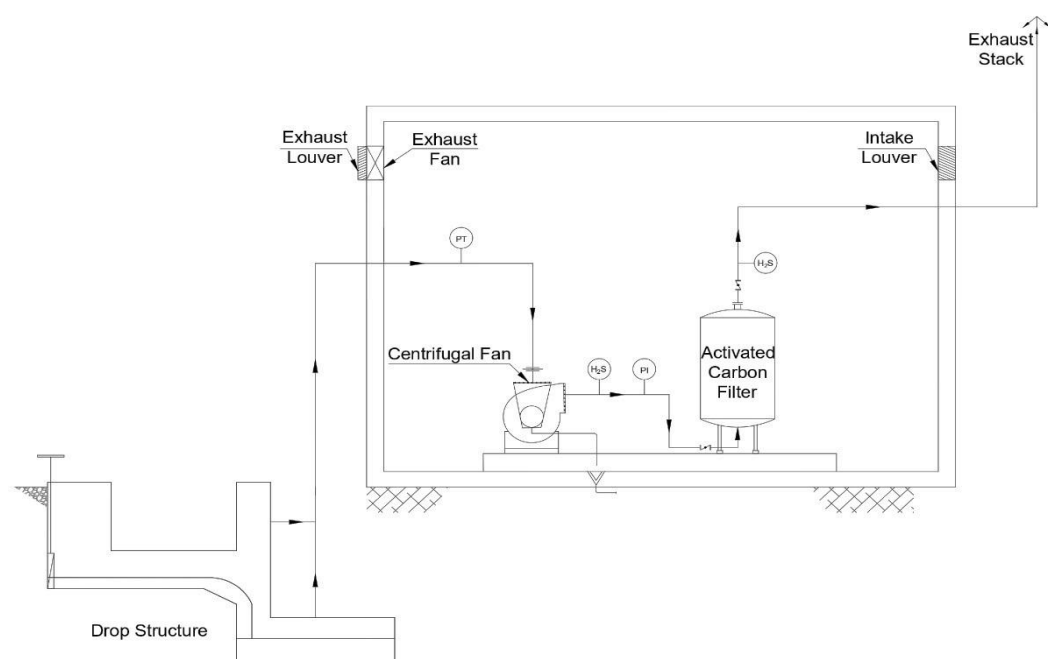 Exhaust
Stack
Exhaust
Louver
Exhaust
Fan
Intake
Louver
PT
H₂S
Centrifugal Fan
H₂S
PI
Activated
Carbon
Filter
Drop Structure